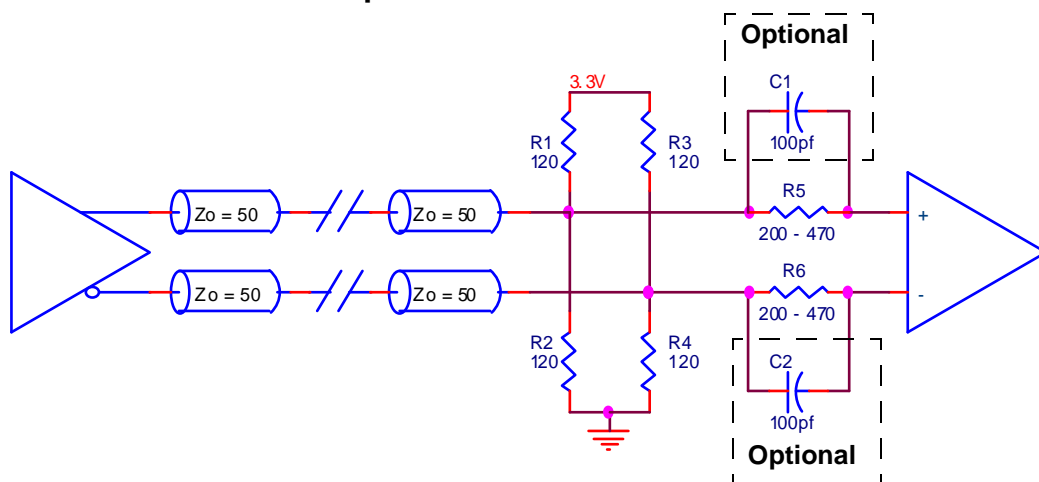 Optional
3.3V
C1
100pf
R1
120
R3
120
R5
200 - 470
Zo = 50
Zo = 50
+
Zo = 50
Zo = 50
R6
200 - 470
-
R2
120
R4
120
C2
100pf
Optional